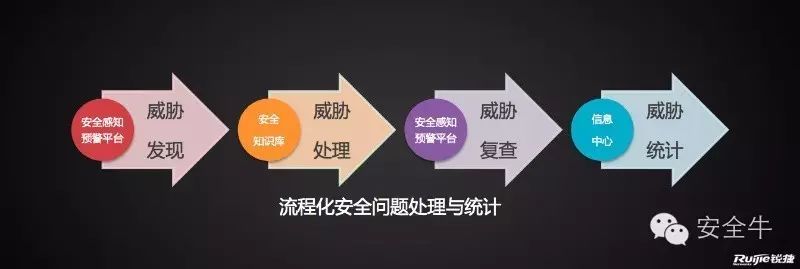 安全感知
预警平台
威胁
发现
安全
知识库
威胁
处理
安全感知
预警平台
威胁
复查
信息
中心
威胁
统计
流程化安全问题处理与统计
安全牛
Ruijie锐捷